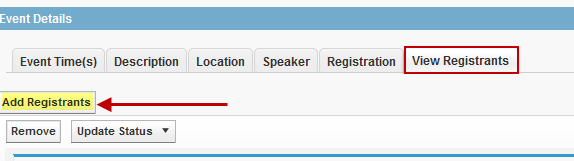 Event Details
Event Time(s) Description Location Speaker Registration View Registrants
Add Registrants
Remove Update Status